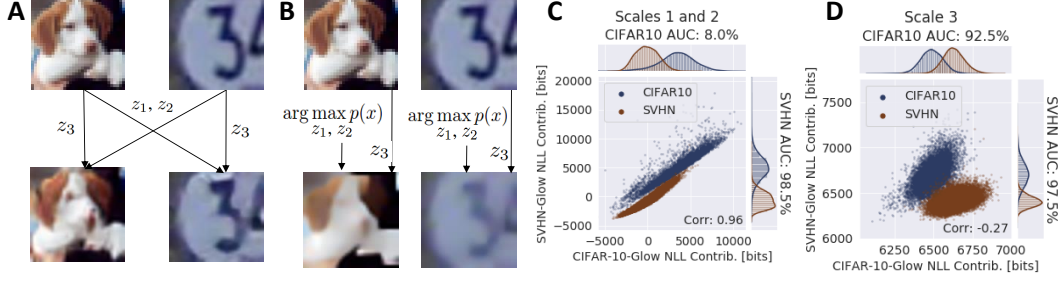 A
z₁, z₂
z₃
z₃
B
arg max p(x)
z₁, z₂
z₃
arg max p(x)
z₁, z₂
z₃
C
Scales 1 and 2
CIFAR10 AUC: 8.0%
SVHN-Glow NLL Contrib. [bits]
20000
15000
10000
5000
0
−5000
CIFAR10
SVHN
Corr: 0.96
SVHN AUC: 98.5%
−5000 0 5000 10000
CIFAR-10-Glow NLL Contrib. [bits]
D
Scale 3
CIFAR10 AUC: 92.5%
SVHN-Glow NLL Contrib. [bits]
7500
7000
6500
6000
CIFAR10
SVHN
Corr: -0.27
SVHN AUC: 97.5%
6250 6500 6750 7000
CIFAR-10-Glow NLL Contrib. [bits]